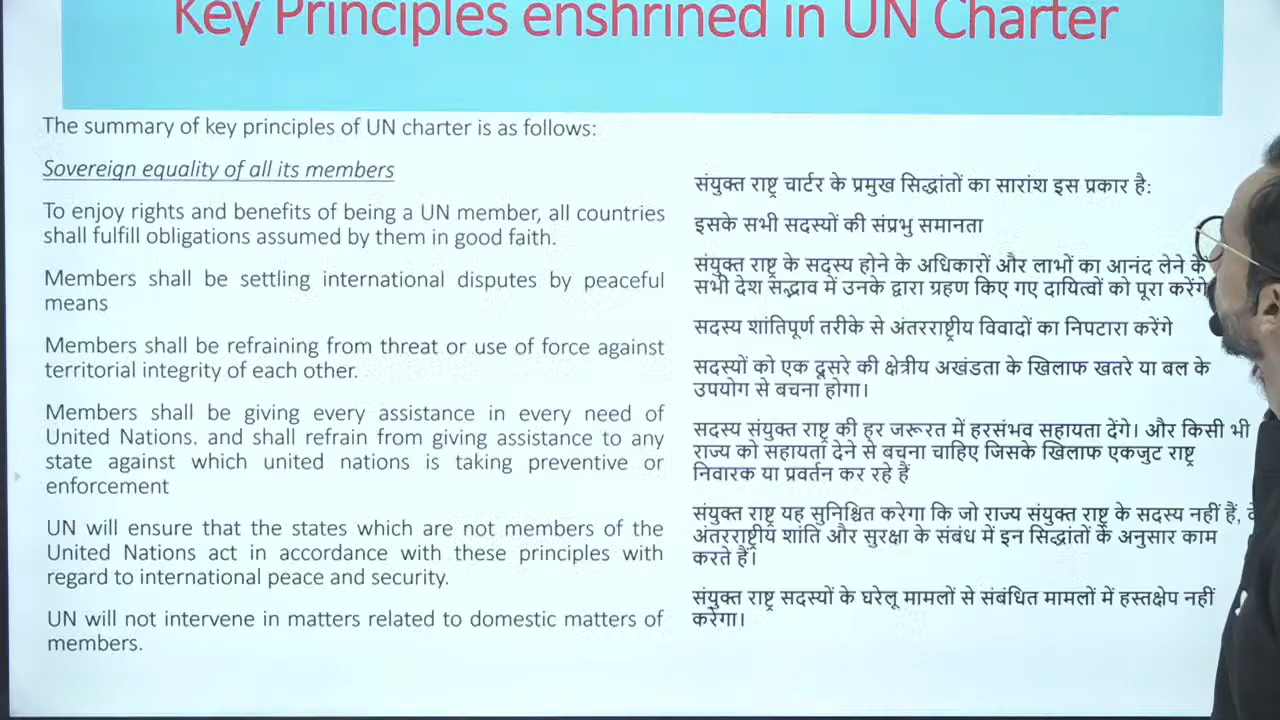 Key Principles enshrined in UN Charter
The summary of key principles of UN charter is as follows:
Sovereign equality of all its members
To enjoy rights and benefits of being a UN member, all countries
shall fulfill obligations assumed by them in good faith.
Members shall be settling international disputes by peaceful
means
Members shall be refraining from threat or use of force against
territorial integrity of each other.
Members shall be giving every assistance in every need of
United Nations. and shall refrain from giving assistance to any
state against which united nations is taking preventive or
enforcement
UN will ensure that the states which are not members of the
United Nations act in accordance with these principles with
regard to international peace and security.
UN will not intervene in matters related to domestic matters of
members.
संयुक्त राष्ट्र चार्टर के प्रमुख सिद्धांतों का सारांश इस प्रकार है:
इसके सभी सदस्यों की संप्रभु समानता
संयुक्त राष्ट्र के सदस्य होने के अधिकारों और लाभों का आनंद लेने के
सभी देश सद्भाव में उनके द्वारा ग्रहण किए गए दायित्वों को पूरा करेंगे
सदस्य शांतिपूर्ण तरीके से अंतरराष्ट्रीय विवादों का निपटारा करेंगे
सदस्यों को एक दूसरे की क्षेत्रीय अखंडता के खिलाफ खतरे या बल के
उपयोग से बचना होगा।
सदस्य संयुक्त राष्ट्र की हर जरूरत में हरसंभव सहायता देंगे। और किसी भी
राज्य को सहायता देने से बचना चाहिए जिसके खिलाफ एकजुट राष्ट्र
निवारक या प्रवर्तन कर रहे हैं
संयुक्त राष्ट्र यह सुनिश्चित करेगा कि जो राज्य संयुक्त राष्ट्र के सदस्य नहीं हैं,
अंतरराष्ट्रीय शांति और सुरक्षा के संबंध में इन सिद्धांतों के अनुसार काम
करते हैं।
संयुक्त राष्ट्र सदस्यों के घरेलू मामलों से संबंधित मामलों में हस्तक्षेप नहीं
करेगा।